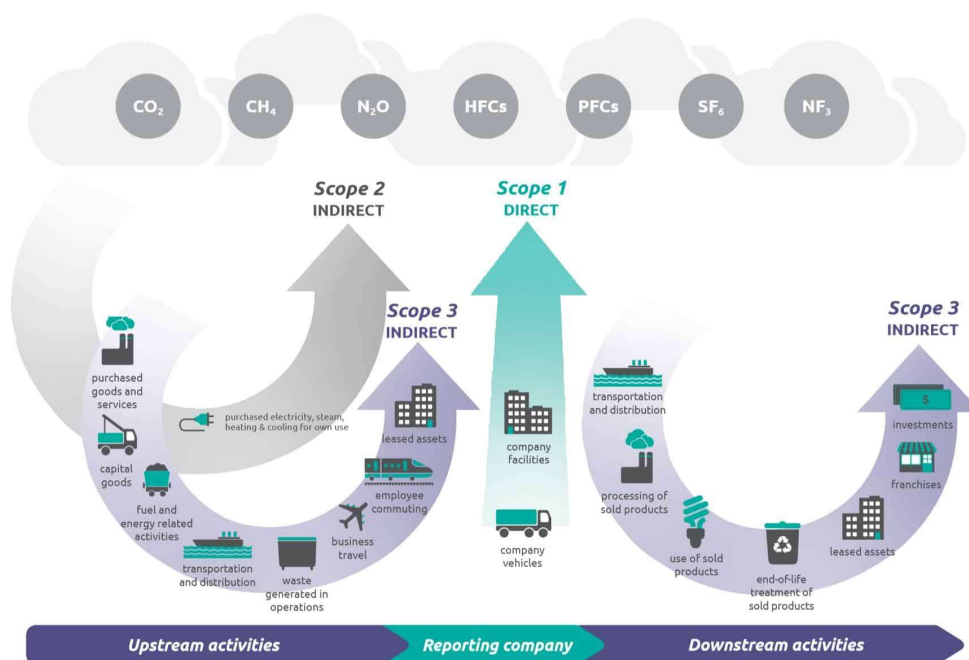 CO₂
CH₄
N₂O
HFCs
PFCs
SF₆
NF₃
Scope 2
INDIRECT
Scope 1
DIRECT
Scope 3
INDIRECT
Scope 3
INDIRECT
purchased
goods and
services
capital
goods
fuel and
energy related
activities
purchased electricity, steam,
heating & cooling for own use
transportation
and distribution
waste
generated in
operations
business
travel
employee
commuting
leased assets
company
facilities
company
vehicles
transportation
and distribution
processing of
sold products
use of sold
products
end-of-life
treatment of
sold products
leased assets
franchises
$
investments
Upstream activities
Reporting company
Downstream activities